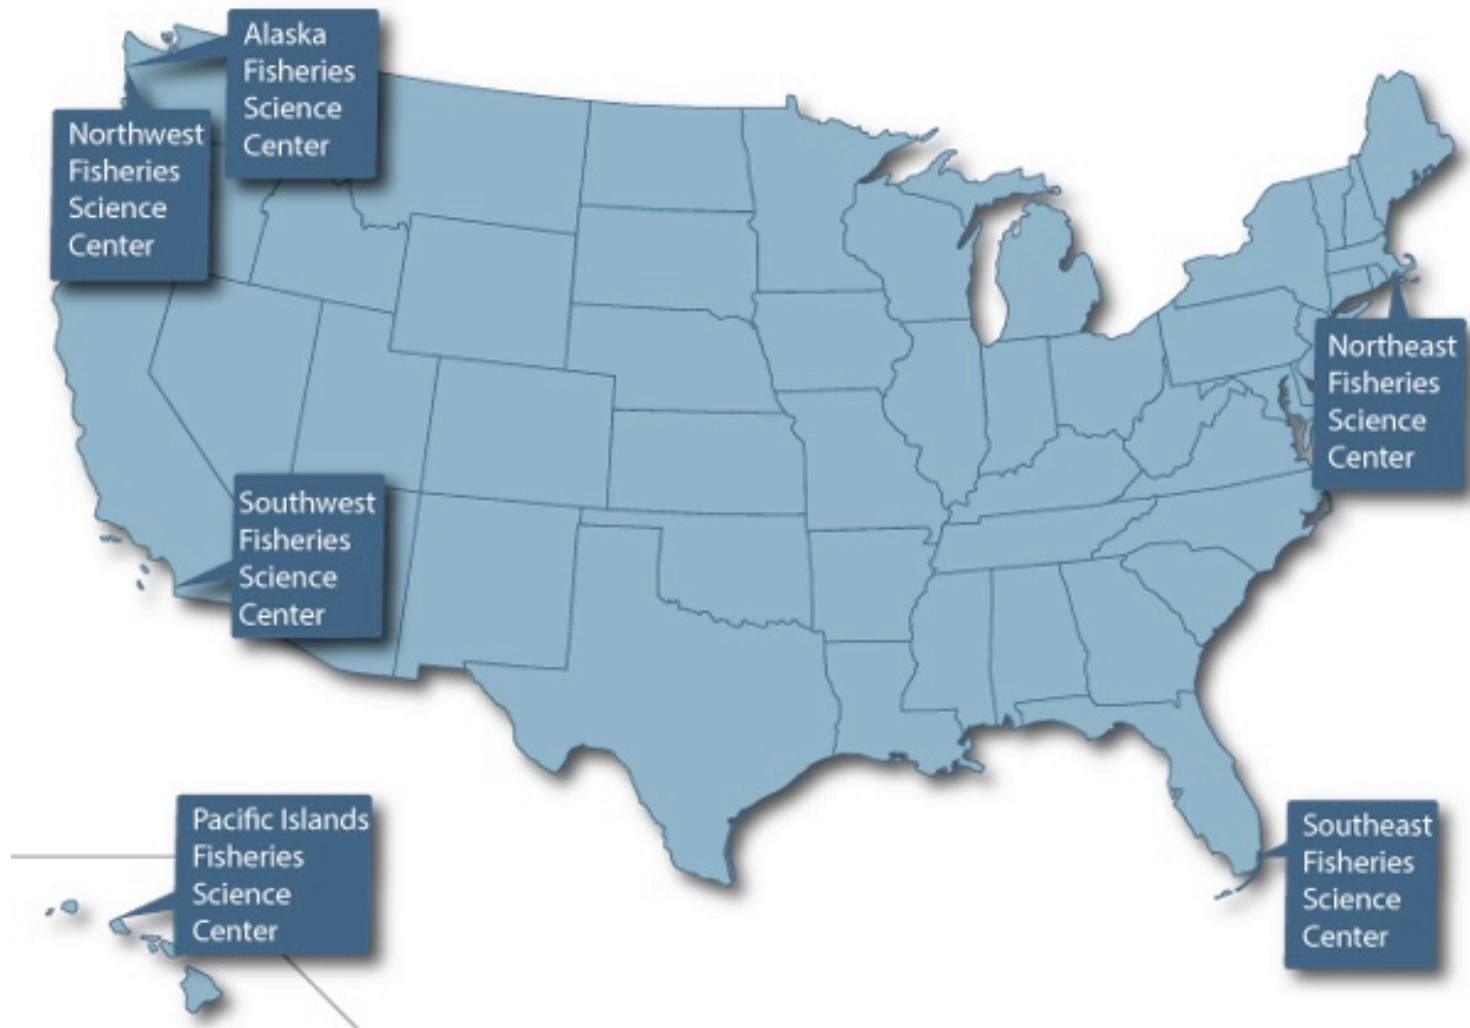 Alaska
Fisheries
Science
Center
Northwest
Fisheries
Science
Center
Northeast
Fisheries
Science
Center
Southwest
Fisheries
Science
Center
Pacific Islands
Fisheries
Science
Center
Southeast
Fisheries
Science
Center